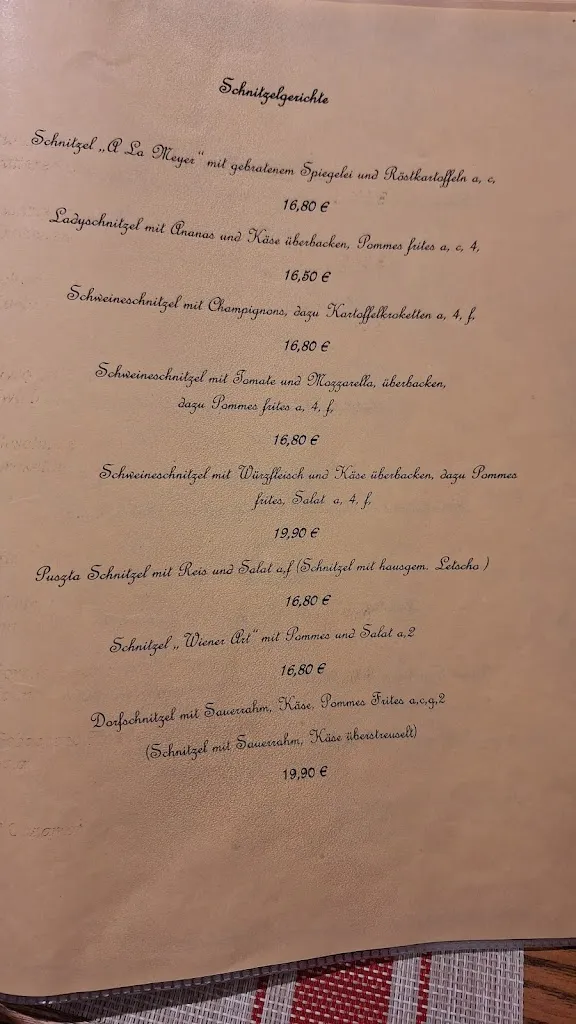 Schnitzelgerichte
Schnitzel „A La Meyer“ mit gebratenem Spiegelei und Röstkartoffeln a, c,
16,80 €
Ladyschnitzel mit Ananas und Käse überbacken, Pommes frites a, c, 4,
16,50 €
Schweineschnitzel mit Champignons, dazu Kartoffelkroketten a, 4, f,
16,80 €
Schweineschnitzel mit Tomate und Mozzarella, überbacken,
dazu Pommes frites a, 4, f,
16,80 €
Schweineschnitzel mit Würzfleisch und Käse überbacken, dazu Pommes
frites, Salat a, 4, f,
19,90 €
Puszta Schnitzel mit Reis und Salat a,f (Schnitzel mit hausgem. Letscho )
16,80 €
Schnitzel „Wiener Art“ mit Pommes und Salat a,2
16,80 €
Dorfschnitzel mit Sauerrahm, Käse, Pommes Frites a,c,g,2
(Schnitzel mit Sauerrahm, Käse überstreuselt)
19,90 €